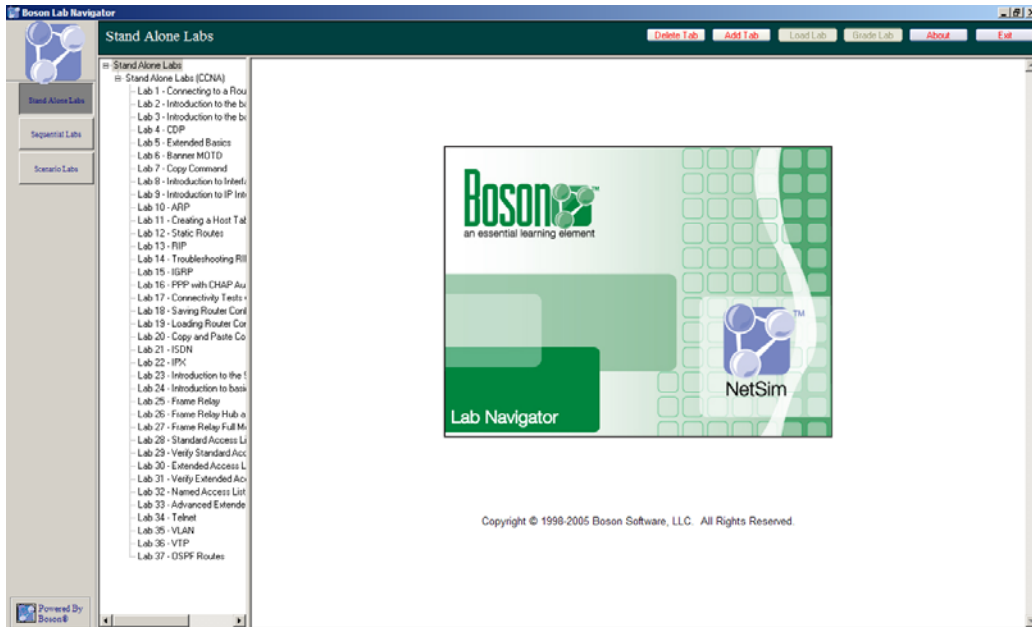 Boson Lab Navigator
Stand Alone Labs
Delete Tab
Add Tab
Load Lab
Grade Lab
About
Exit
Stand Alone Labs
Sequential Labs
Scenario Labs
Powered By
Boson®
Stand Alone Labs
Stand Alone Labs (CCNA)
Lab 1 - Connecting to a Rou
Lab 2 - Introduction to the ba
Lab 3 - Introduction to the ba
Lab 4 - CDP
Lab 5 - Extended Basics
Lab 6 - Banner MOTD
Lab 7 - Copy Command
Lab 8 - Introduction to Interfa
Lab 9 - Introduction to IP Inte
Lab 10 - ARP
Lab 11 - Creating a Host Tab
Lab 12 - Static Routes
Lab 13 - RIP
Lab 14 - Troubleshooting RII
Lab 15 - IGRP
Lab 16 - PPP with CHAP Au
Lab 17 - Connectivity Tests
Lab 18 - Saving Router Conf
Lab 19 - Loading Router Cor
Lab 20 - Copy and Paste Co
Lab 21 - ISDN
Lab 22 - IPX
Lab 23 - Introduction to the S
Lab 24 - Introduction to basi
Lab 25 - Frame Relay
Lab 26 - Frame Relay Hub a
Lab 27 - Frame Relay Full M
Lab 28 - Standard Access Li
Lab 29 - Verify Standard Acc
Lab 30 - Extended Access L
Lab 31 - Verify Extended Ac
Lab 32 - Named Access List
Lab 33 - Advanced Extende
Lab 34 - Telnet
Lab 35 - VLAN
Lab 36 - VTP
Lab 37 - OSPF Routes
BOSON™
an essential learning element
TM
NetSim
Lab Navigator
Copyright © 1998-2005 Boson Software, LLC. All Rights Reserved.